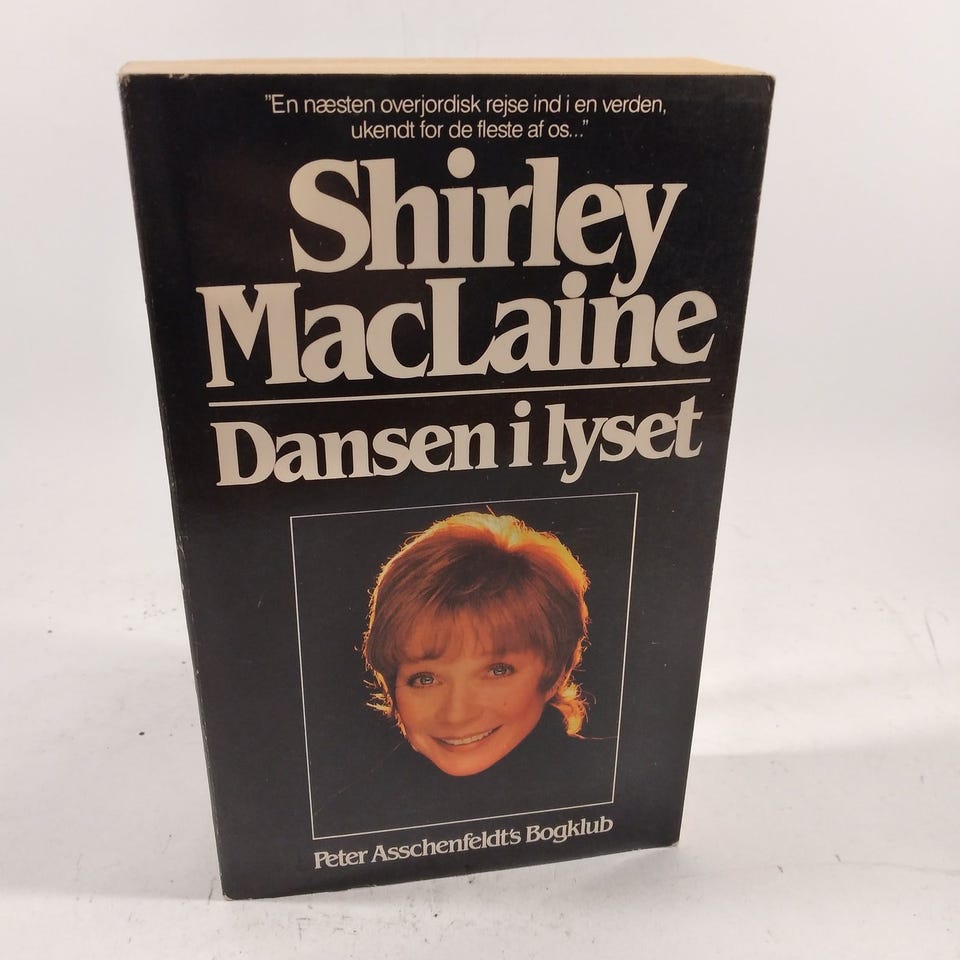 "En næsten overjordisk rejse ind i en verden,
ukendt for de fleste af os..."
Shirley
MacLaine
Dansen i lyset
Peter Asschenfeldt's Bogklub